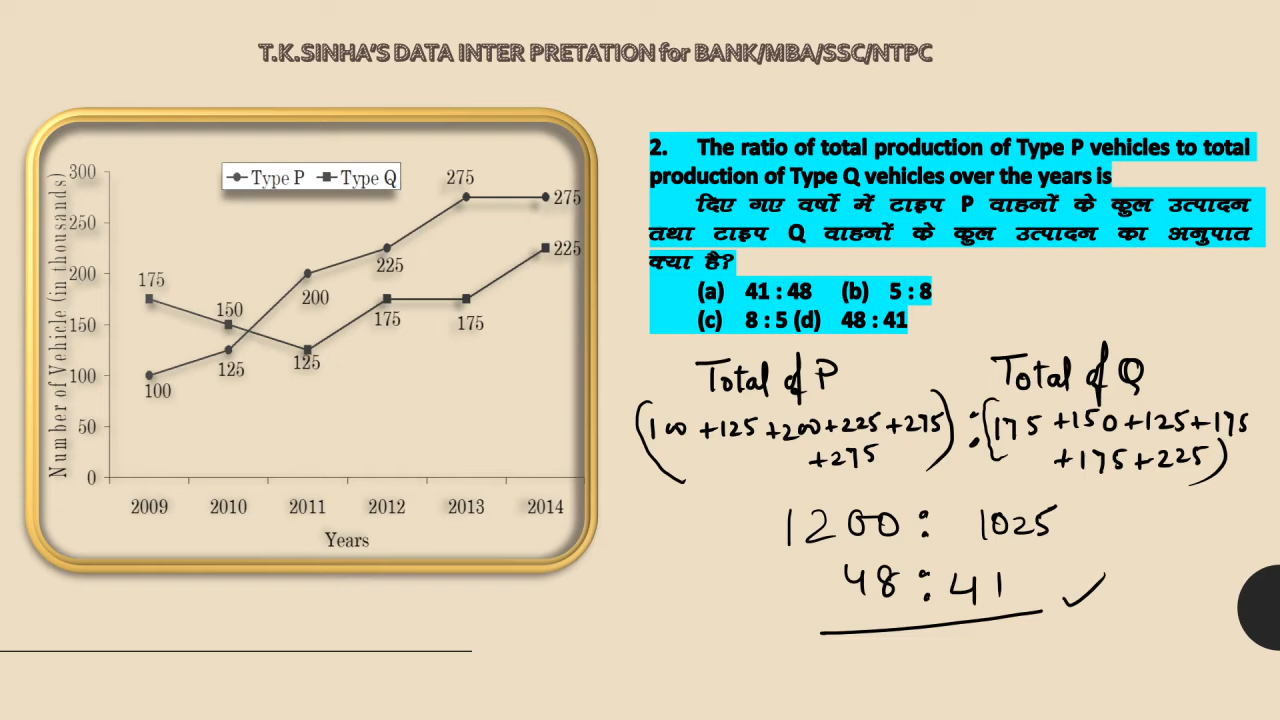 T.K.SINHA'S DATA INTER PRETATION for BANK/MBA/SSC/NTPC
Number of Vehicle (in thousands)
300
250
200
150
100
50
0
Type P Type Q
275
275
175
225
225
150
200
175
175
125
125
100
2009 2010 2011 2012 2013 2014
Years
2. The ratio of total production of Type P vehicles to total
production of Type Q vehicles over the years is
दिए गए वर्षों में टाइप P वाहनों के कुल उत्पादन
तथा टाइप Q वाहनों के कुल उत्पादन का अनुपात
क्या है?
(a) 41 : 48 (b) 5 : 8
(c) 8 : 5 (d) 48 : 41
Total of P Total of Q
(100 +125 +200+225+275 : (175 +150+125+175
+275) +175+225)
1200 : 1025
48 : 41 ✓